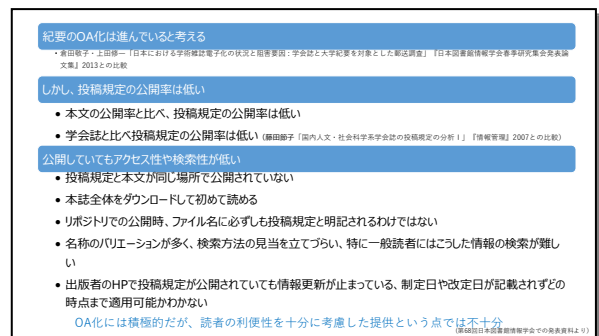 紀要のOA化は進んでいると考える
・倉田敬子・上田修一「日本における学術雑誌電子化の状況と阻害要因：学会誌と大学紀要を対象とした郵送調査」『日本図書館情報学会春季研究集会発表論
文集』2013との比較
しかし、投稿規定の公開率は低い
• 本文の公開率と比べ、投稿規定の公開率は低い
• 学会誌と比べ投稿規定の公開率は低い（藤田節子「国内人文・社会科学系学会誌の投稿規定の分析Ⅰ」『情報管理』2007との比較）
公開していてもアクセス性や検索性が低い
• 投稿規定と本文が同じ場所で公開されていない
• 本誌全体をダウンロードして初めて読める
• リポジトリでの公開時、ファイル名に必ずしも投稿規定と明記されるわけではない
• 名称のバリエーションが多く、検索方法の見当を立てづらい、特に一般読者にはこうした情報の検索が難し
い
• 出版者のHPで投稿規定が公開されていても情報更新が止まっている、制定日や改定日が記載されずどの
時点まで適用可能かわかない
OA化には積極的だが、読者の利便性を十分に考慮した提供という点では不十分
（第68回日本図書館情報学会での発表資料より）